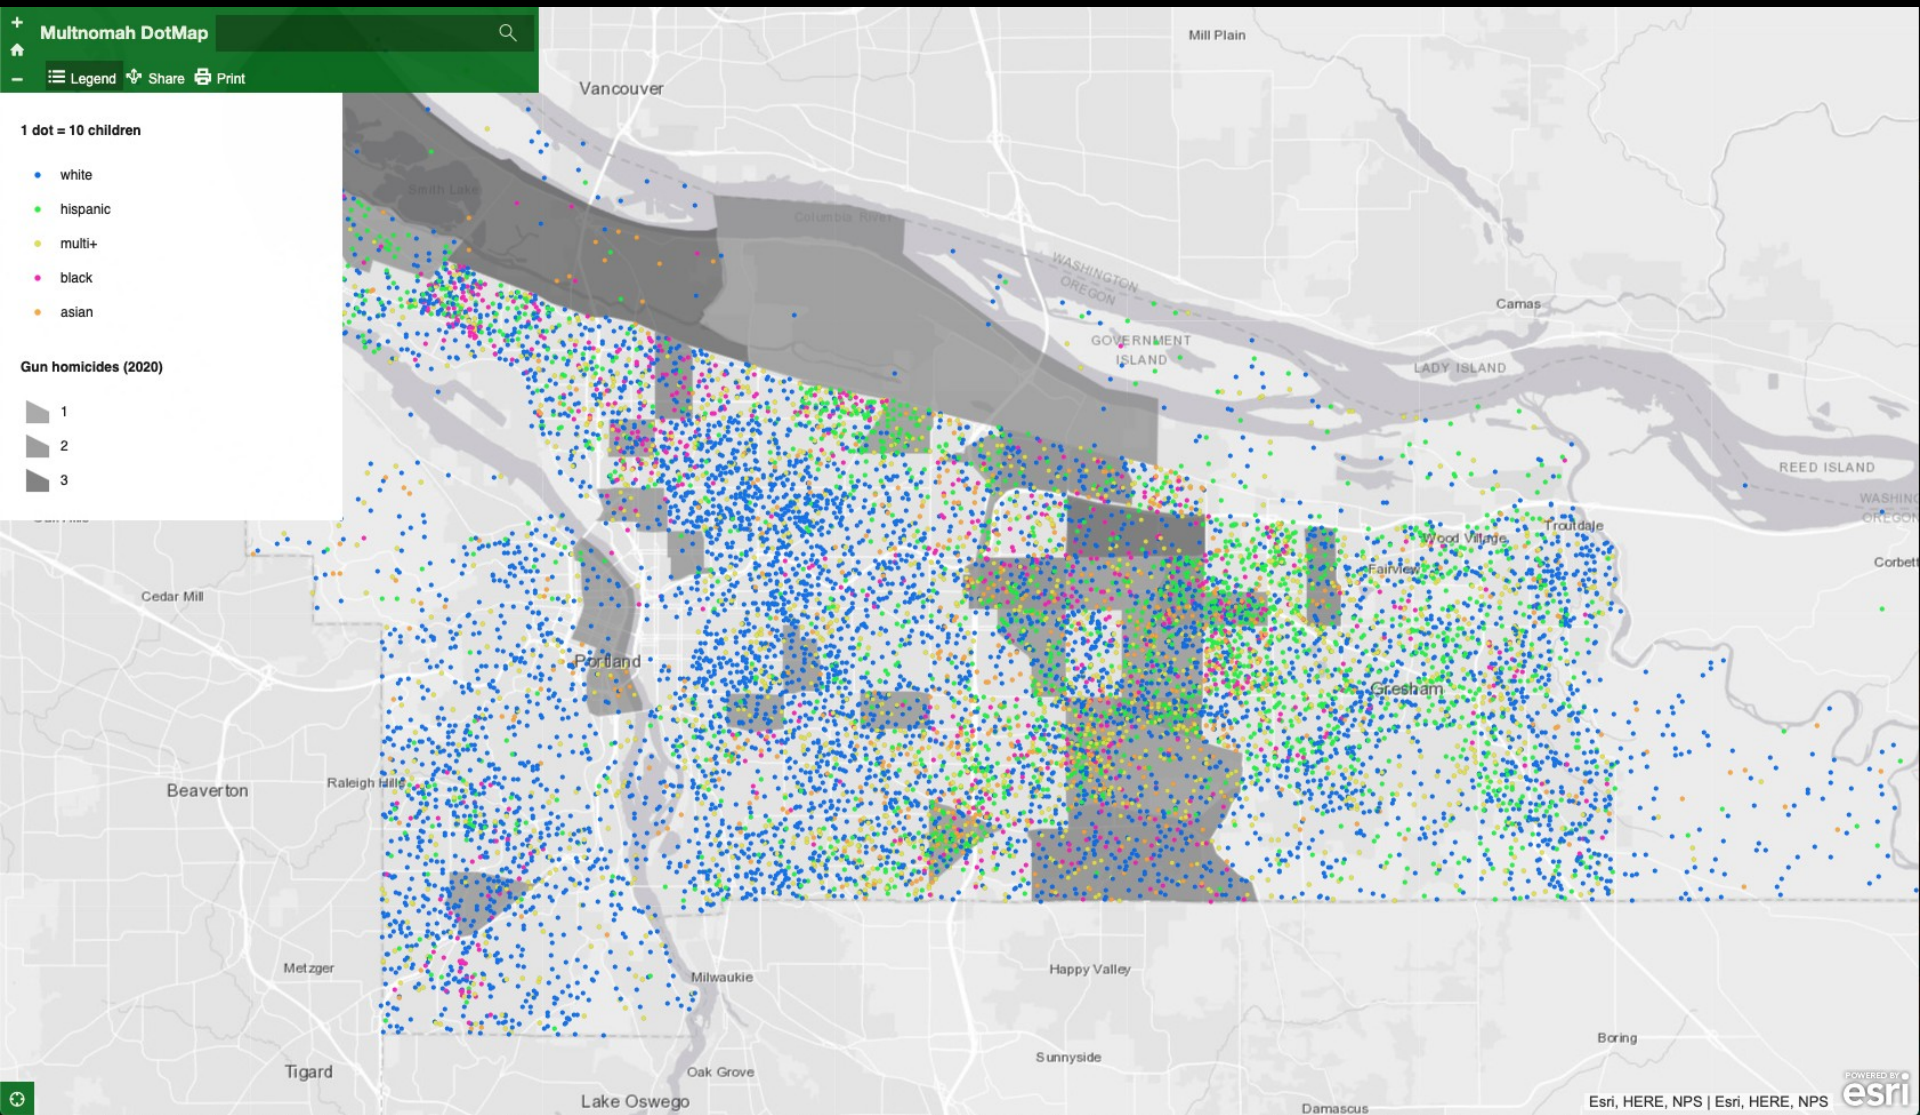 Multnomah DotMap
Legend
Share
Print
1 dot = 10 children
white
hispanic
multi+
black
asian
Gun homicides (2020)
1
2
3
Mill Plain
Vancouver
Smith Lake
Columbia River
WASHINGTON
OREGON
Camas
GOVERNMENT
ISLAND
LADY ISLAND
REED ISLAND
OREGON
Troutdale
Wood Village
Fairview
Corbett
Cedar Mill
Portland
Gresham
Raleigh Hills
Beaverton
Metzger
Milwaukie
Happy Valley
Boring
Sunnyside
Tigard
Oak Grove
Lake Oswego
Damascus
POWERED BY
esri
Esri, HERE, NPS | Esri, HERE, NPS